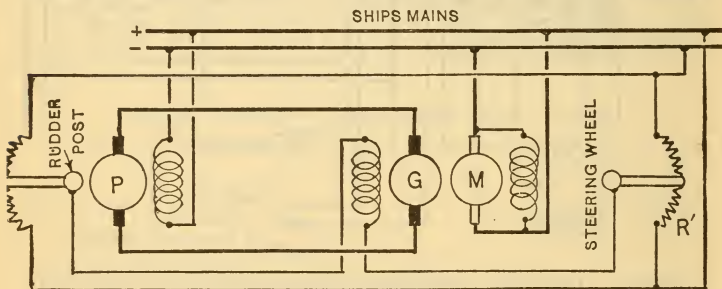 SHIPS MAINS
+
−
RUDDER
POST
P
G
M
STEERING WHEEL
R'